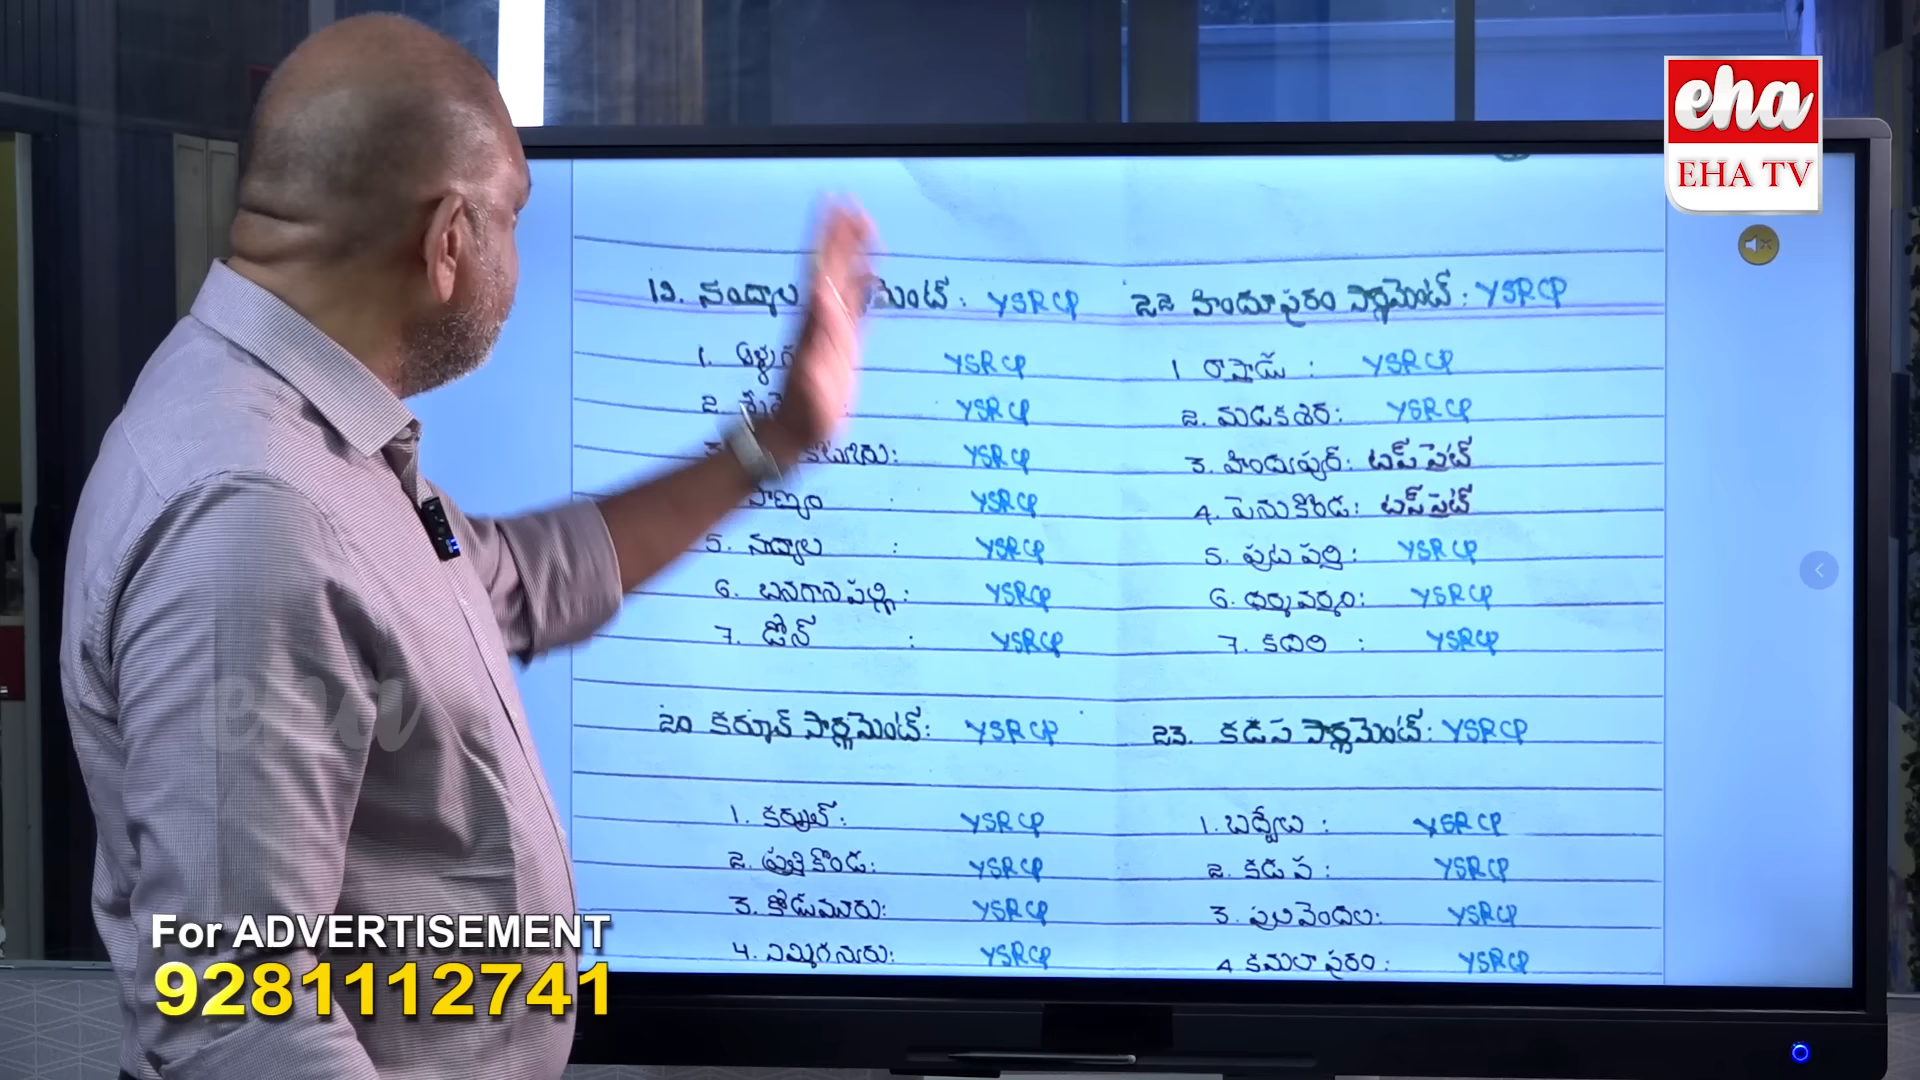 eha
EHA TV
19. నంద్యాల : YSRCP
1. YSRCP
2. YSRCP
YSRCP
పాణ్యం : YSRCP
5. నంద్యాల : YSRCP
6. బనగానపల్లి : YSRCP
7. డోన్ : YSRCP
20 కర్నూల్ పార్లమెంట్ : YSRCP
1. కర్నూల్ : YSRCP
2. పత్తికొండ : YSRCP
3. కోడుమూరు: YSRCP
4. ఎమ్మిగనూరు: YSRCP
22 హిందూపురం పార్లమెంట్ : YSRCP
1 రాప్తాడు : YSRCP
2. మడకశిర: YSRCP
3. హిందుపుర్: టఫ్ ఫైట్
4. పెనుకొండ: టఫ్ ఫైట్
5. పుటపర్తి : YSRCP
6. ధర్మవర్మం: YSRCP
7. కదిరి : YSRCP
23. కడప పార్లమెంట్ : YSRCP
1. బద్వేలు : YSRCP
2. కడప : YSRCP
3. పులివెందుల: YSRCP
4 కమలాపురం : YSRCP
eha
For ADVERTISEMENT
9281112741